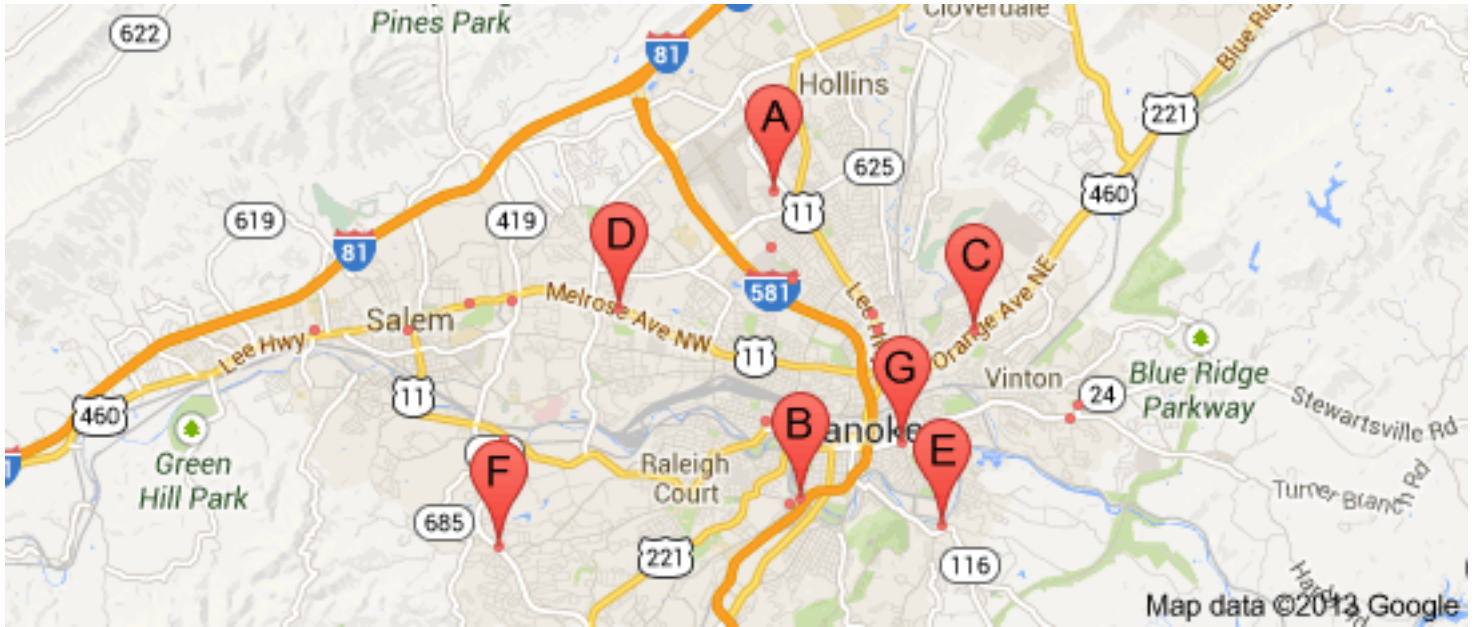 622
Pines Park
81
Cloverdale
Blue Ridge
Hollins
221
A
625
460
619
419
11
81
D
C
581
Salem
Melrose Ave NW
Lee Hwy
Orange Ave NE
11
G
Vinton
24
Blue Ridge
Parkway
Stewartsville Rd
460
11
B
anoke
E
Green
Hill Park
F
Raleigh
Court
Turner Branch Rd
685
221
116
Map data ©2013 Google